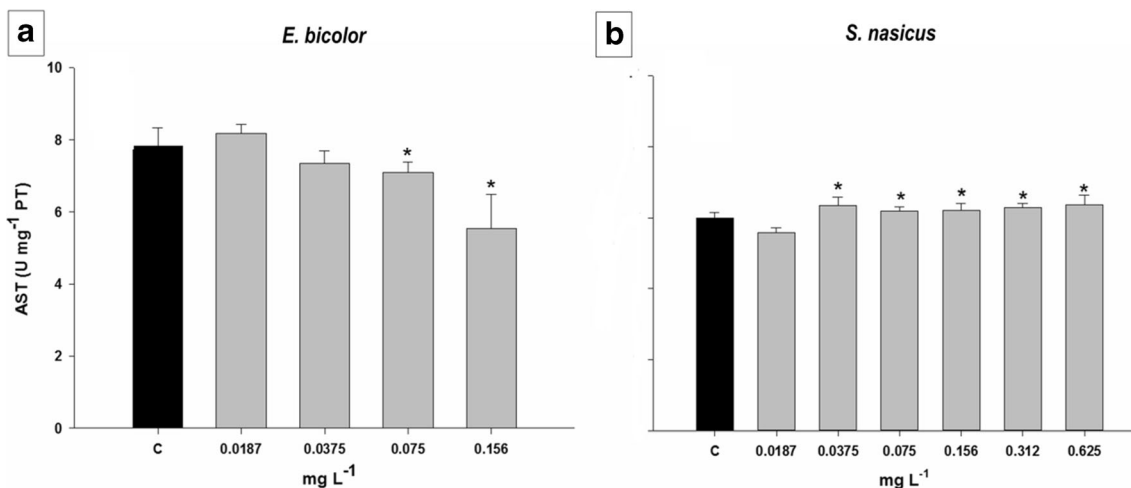 a
E. bicolor
AST (U mg-1 PT)
10
8
6
4
2
0
*
*
C
0.0187
0.0375
0.075
0.156
mg L-1
b
S. nasicus
*
*
*
*
*
C
0.0187
0.0375
0.075
0.156
0.312
0.625
mg L-1